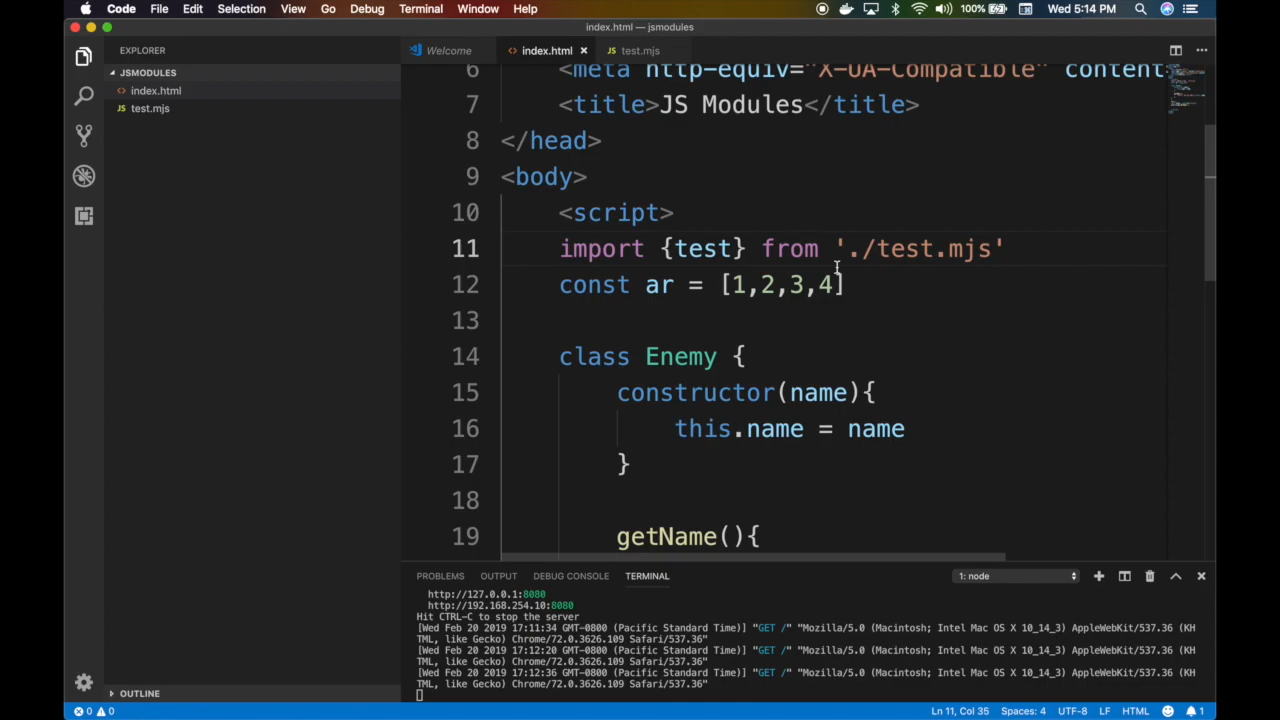 Code File Edit Selection View Go Debug Terminal Window Help 100% Wed 5:14 PM
index.html — jsmodules
EXPLORER
JSMODULES
<> index.html
JS test.mjs
OUTLINE
Welcome <> index.html × JS test.mjs
6 <meta http-equiv="X-UA-Compatible" content
7 <title>JS Modules</title>
8 </head>
9 <body>
10 <script>
11 import {test} from './test.mjs'
12 const ar = [1,2,3,4]
13
14 class Enemy {
15 constructor(name){
16 this.name = name
17 }
18
19 getName(){
PROBLEMS OUTPUT DEBUG CONSOLE TERMINAL 1: node
http://127.0.0.1:8080
http://192.168.254.10:8080
Hit CTRL-C to stop the server
[Wed Feb 20 2019 17:11:34 GMT-0800 (Pacific Standard Time)] "GET /" "Mozilla/5.0 (Macintosh; Intel Mac OS X 10_14_3) AppleWebKit/537.36 (KH
TML, like Gecko) Chrome/72.0.3626.109 Safari/537.36"
[Wed Feb 20 2019 17:12:20 GMT-0800 (Pacific Standard Time)] "GET /" "Mozilla/5.0 (Macintosh; Intel Mac OS X 10_14_3) AppleWebKit/537.36 (KH
TML, like Gecko) Chrome/72.0.3626.109 Safari/537.36"
[Wed Feb 20 2019 17:12:36 GMT-0800 (Pacific Standard Time)] "GET /" "Mozilla/5.0 (Macintosh; Intel Mac OS X 10_14_3) AppleWebKit/537.36 (KH
TML, like Gecko) Chrome/72.0.3626.109 Safari/537.36"
0 0 Ln 11, Col 35 Spaces: 4 UTF-8 LF HTML 1